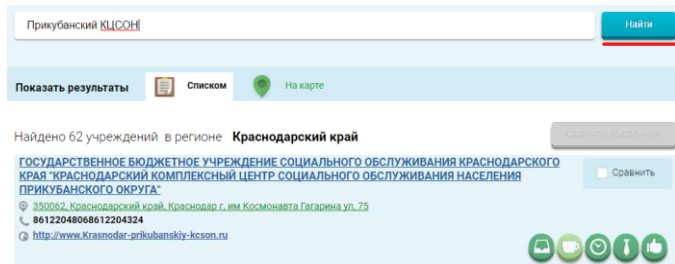 Прикубанский КЦСОН
Найти
Показать результаты Списком На карте
Найдено 62 учреждений в регионе Краснодарский край
Сравнить выбранные
ГОСУДАРСТВЕННОЕ БЮДЖЕТНОЕ УЧРЕЖДЕНИЕ СОЦИАЛЬНОГО ОБСЛУЖИВАНИЯ КРАСНОДАРСКОГО
КРАЯ "КРАСНОДАРСКИЙ КОМПЛЕКСНЫЙ ЦЕНТР СОЦИАЛЬНОГО ОБСЛУЖИВАНИЯ НАСЕЛЕНИЯ
ПРИКУБАНСКОГО ОКРУГА"
Сравнить
350062, Краснодарский край, Краснодар г, им Космонавта Гагарина ул, 75
86122048068612204324
http://www.Krasnodar-prikubanskiy-kcson.ru